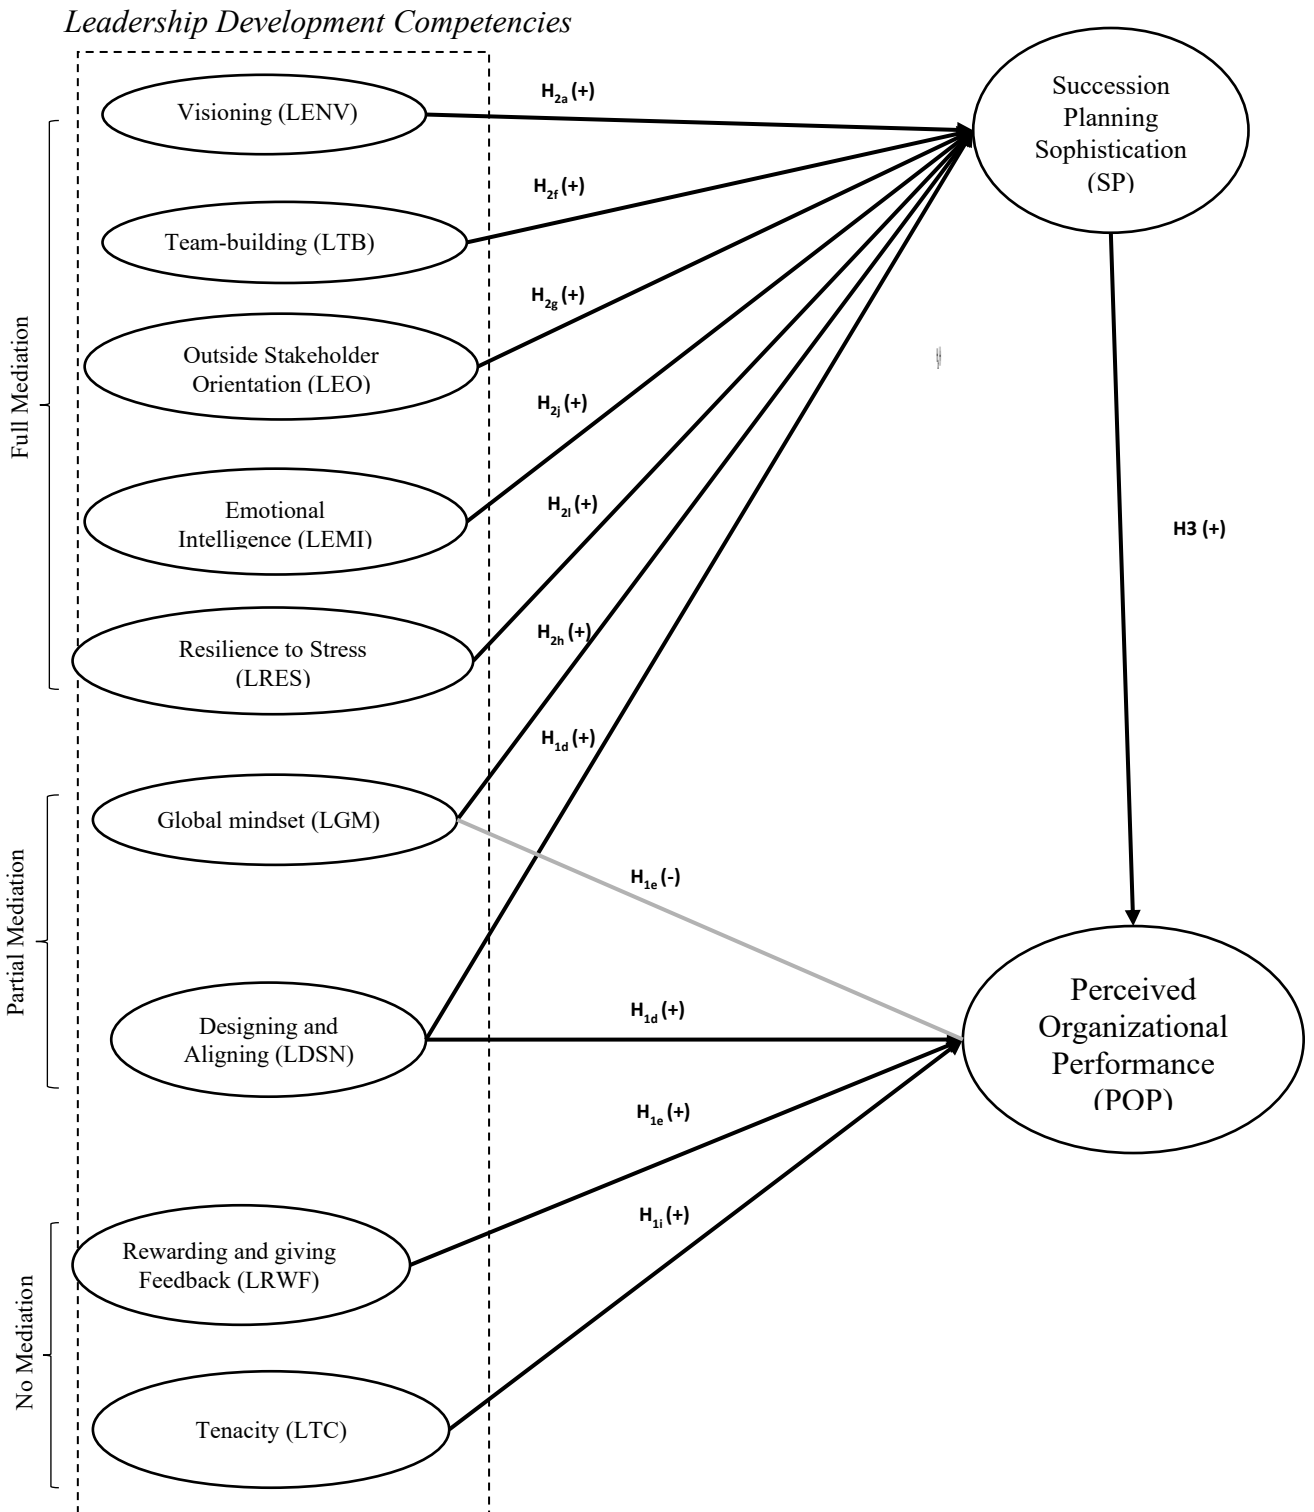 Leadership Development Competencies
Visioning (LENV)
H2a (+)
Succession
Planning
Sophistication
(SP)
Team-building (LTB)
H2f (+)
Outside Stakeholder
Orientation (LEO)
H2g (+)
Full Mediation
Emotional
Intelligence (LEMI)
H2j (+)
Resilience to Stress
(LRES)
H2l (+)
H3 (+)
H2h (+)
H1d (+)
Global mindset (LGM)
H1e (-)
Partial Mediation
Designing and
Aligning (LDSN)
H1d (+)
Perceived
Organizational
Performance
(POP)
H1e (+)
Rewarding and giving
Feedback (LRWF)
H1i (+)
No Mediation
Tenacity (LTC)